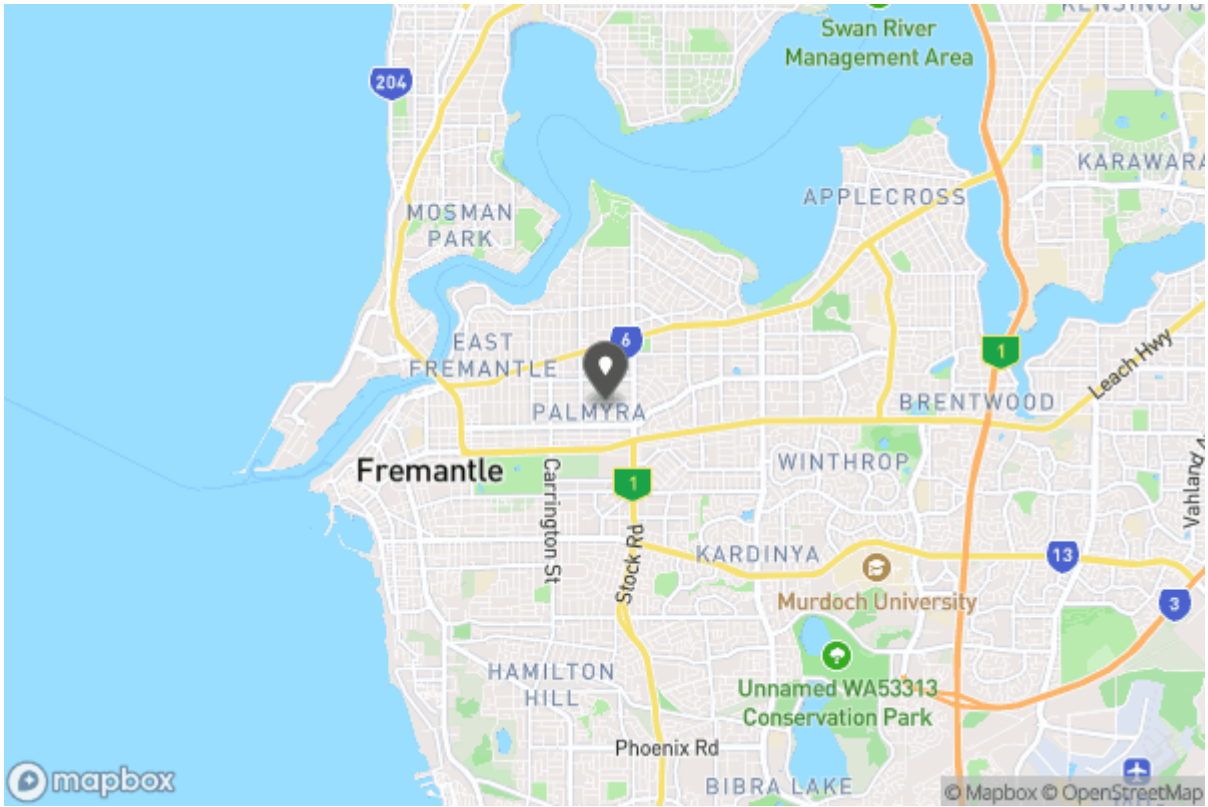 KENSINGTON
Swan River
Management Area
204
KARAWARA
APPLECROSS
MOSMAN
PARK
6
EAST
FREMANTLE
1
Leach Hwy
PALMYRA
BRENTWOOD
Fremantle
WINTHROP
Carrington St
1
Vahland A
Stock Rd
KARDINYA
13
Murdoch University
3
HAMILTON
HILL
Unnamed WA53313
Conservation Park
Phoenix Rd
BIBRA LAKE
mapbox
© Mapbox © OpenStreetMap